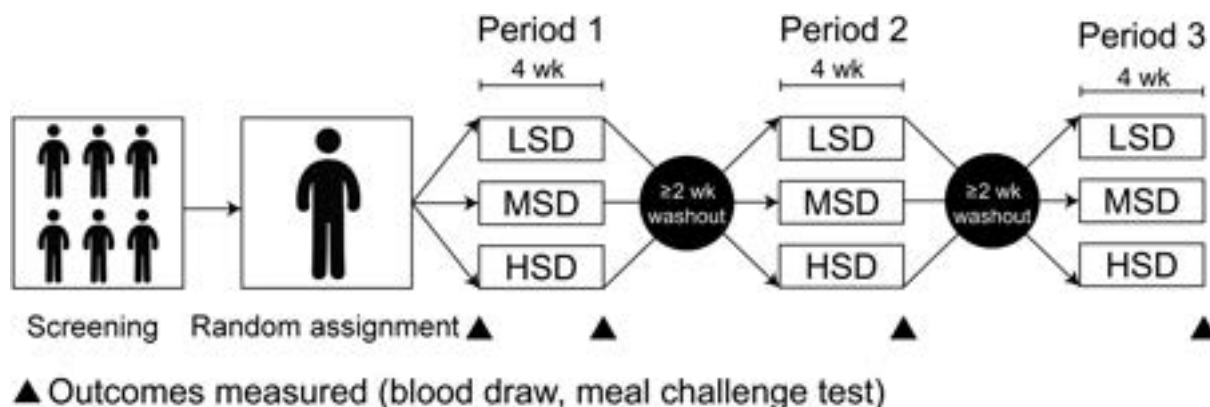 Period 1
Period 2
Period 3
4 wk
4 wk
4 wk
LSD
LSD
LSD
≥2 wk
washout
≥2 wk
washout
MSD
MSD
MSD
HSD
HSD
HSD
Screening
Random assignment
▲ Outcomes measured (blood draw, meal challenge test)